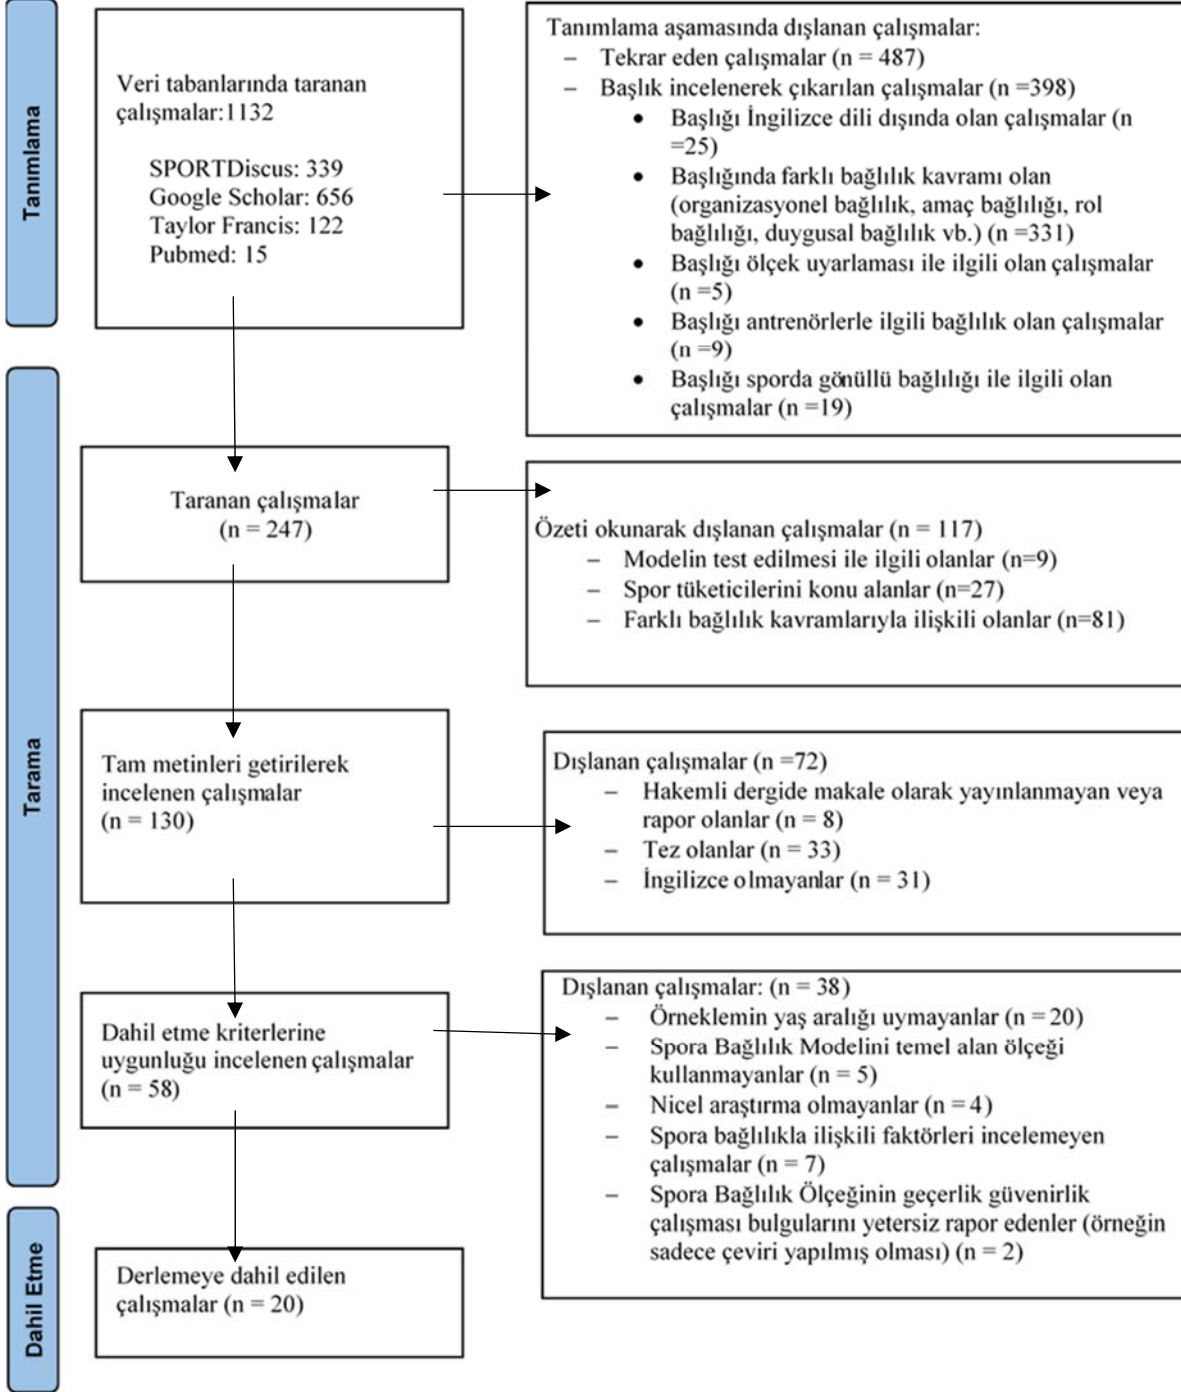 Tanımlama
Veri tabanlarında taranan
çalışmalar:1132
SPORTDiscus: 339
Google Scholar: 656
Taylor Francis: 122
Pubmed: 15
Tanımlama aşamasında dışlanan çalışmalar:
– Tekrar eden çalışmalar (n = 487)
– Başlık incelenerek çıkarılan çalışmalar (n =398)
• Başlığı İngilizce dili dışında olan çalışmalar (n
=25)
• Başlığında farklı bağlılık kavramı olan
(organizasyonel bağlılık, amaç bağlılığı, rol
bağlılığı, duygusal bağlılık vb.) (n =331)
• Başlığı ölçek uyarlaması ile ilgili olan çalışmalar
(n =5)
• Başlığı antrenörlerle ilgili bağlılık olan çalışmalar
(n =9)
• Başlığı sporda gönüllü bağlılığı ile ilgili olan
çalışmalar (n =19)
Tarama
Taranan çalışmalar
(n = 247)
Özeti okunarak dışlanan çalışmalar (n = 117)
– Modelin test edilmesi ile ilgili olanlar (n=9)
– Spor tüketicilerini konu alanlar (n=27)
– Farklı bağlılık kavramlarıyla ilişkili olanlar (n=81)
Tam metinleri getirilerek
incelenen çalışmalar
(n = 130)
Dışlanan çalışmalar (n =72)
– Hakemli dergide makale olarak yayınlanmayan veya
rapor olanlar (n = 8)
– Tez olanlar (n = 33)
– İngilizce olmayanlar (n = 31)
Dahil etme kriterlerine
uygunluğu incelenen çalışmalar
(n = 58)
Dışlanan çalışmalar: (n = 38)
– Örneklemin yaş aralığı uymayanlar (n = 20)
– Spora Bağlılık Modelini temel alan ölçeği
kullanmayanlar (n = 5)
– Nicel araştırma olmayanlar (n = 4)
– Spora bağlılıkla ilişkili faktörleri incelemeyen
çalışmalar (n = 7)
– Spora Bağlılık Ölçeğinin geçerlik güvenirlik
çalışması bulgularını yetersiz rapor edenler (örneğin
sadece çeviri yapılmış olması) (n = 2)
Dahil Etme
Derlemeye dahil edilen
çalışmalar (n = 20)